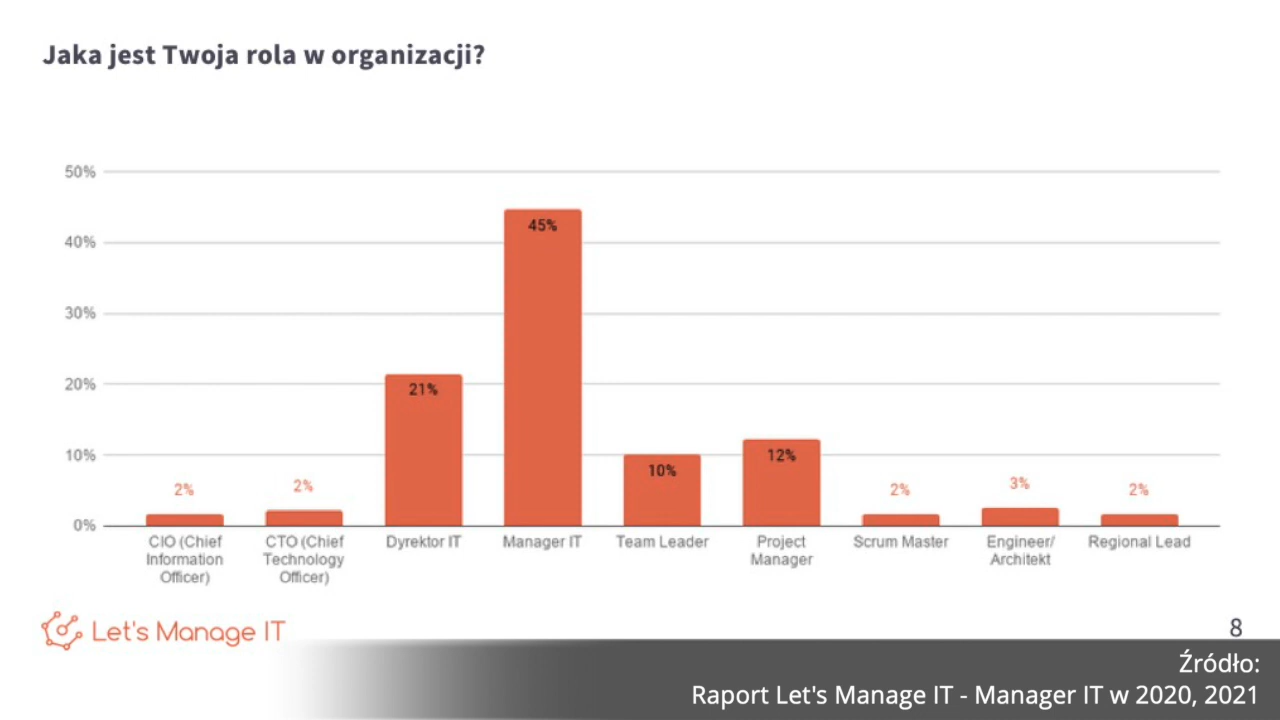 Jaka jest Twoja rola w organizacji?
50%
40%
30%
20%
10%
0%
2%
2%
21%
45%
10%
12%
2%
3%
2%
CIO (Chief
Information
Officer)
CTO (Chief
Technology
Officer)
Dyrektor IT
Manager IT
Team Leader
Project
Manager
Scrum Master
Engineer/
Architekt
Regional Lead
Let's Manage IT
8
Źródło:
Raport Let's Manage IT - Manager IT w 2020, 2021